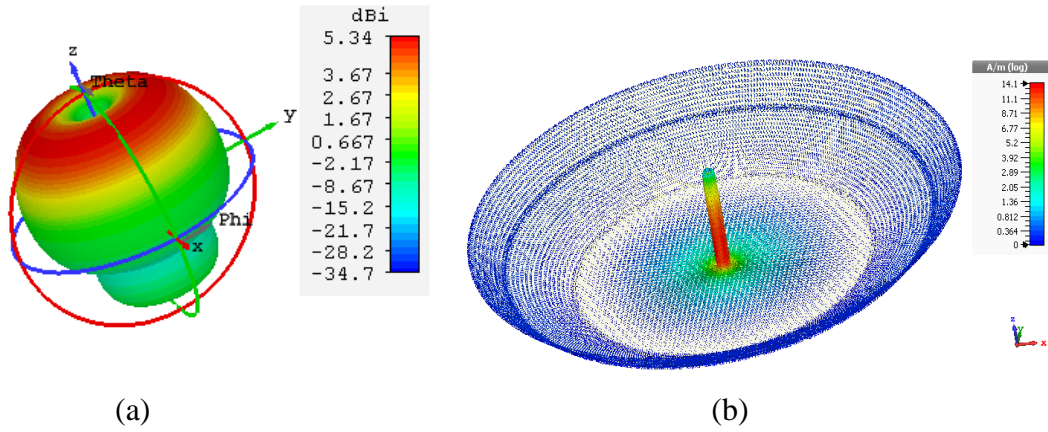 dBi
5.34
3.67
2.67
1.67
0.667
-2.17
-8.67
-15.2
-21.7
-28.2
-34.7
z
Theta
y
Phi
x
A/m (log)
14.1
11.1
8.76
6.77
5.2
3.92
2.89
2.05
1.36
0.812
0.364
0
z
y
x
(a)
(b)